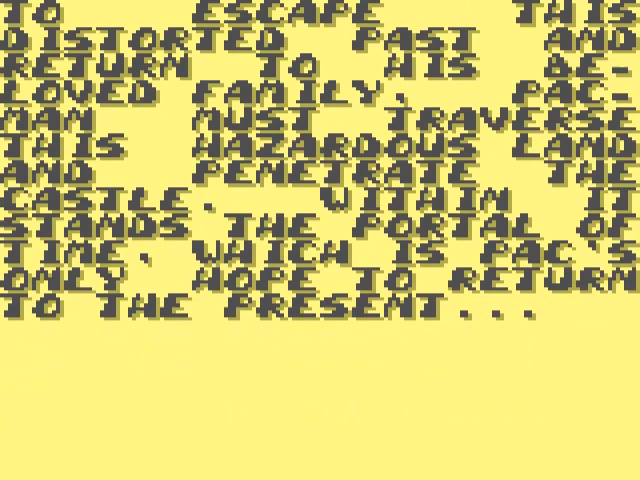 TO ESCAPE THIS
DISTORTED PAST AND
RETURN TO HIS BE-
LOVED FAMILY, PAC-
MAN MUST TRAVERSE
THIS HAZARDOUS LAND
AND PENETRATE THE
CASTLE. WITHIN IT
STANDS THE PORTAL OF
TIME, WHICH IS PAC'S
ONLY HOPE TO RETURN
TO THE PRESENT...